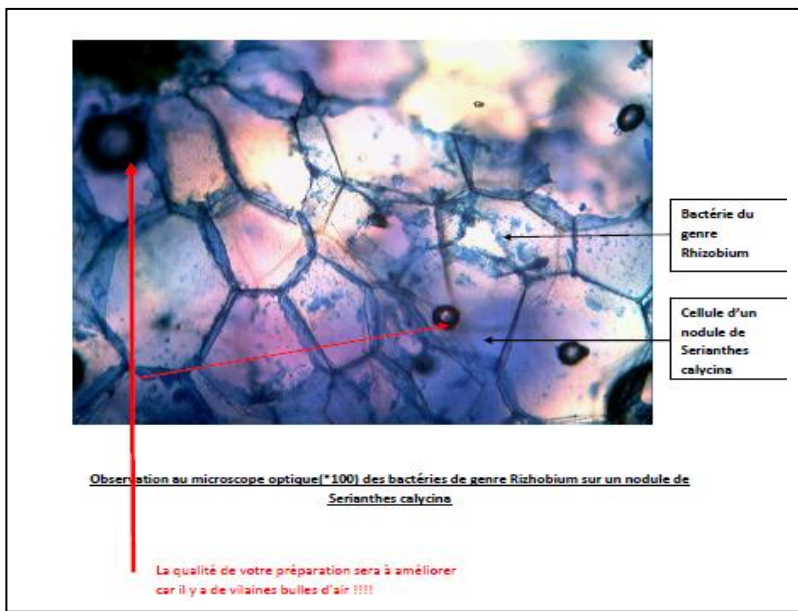 Bactérie du
genre
Rhizobium
Cellule d'un
nodule de
Serianthes
calycina
Observation au microscope optique(*100) des bactéries de genre Rizhobium sur un nodule de
Serianthes calycina
La qualité de votre préparation sera à améliorer
car il y a de vilaines bulles d'air !!!!